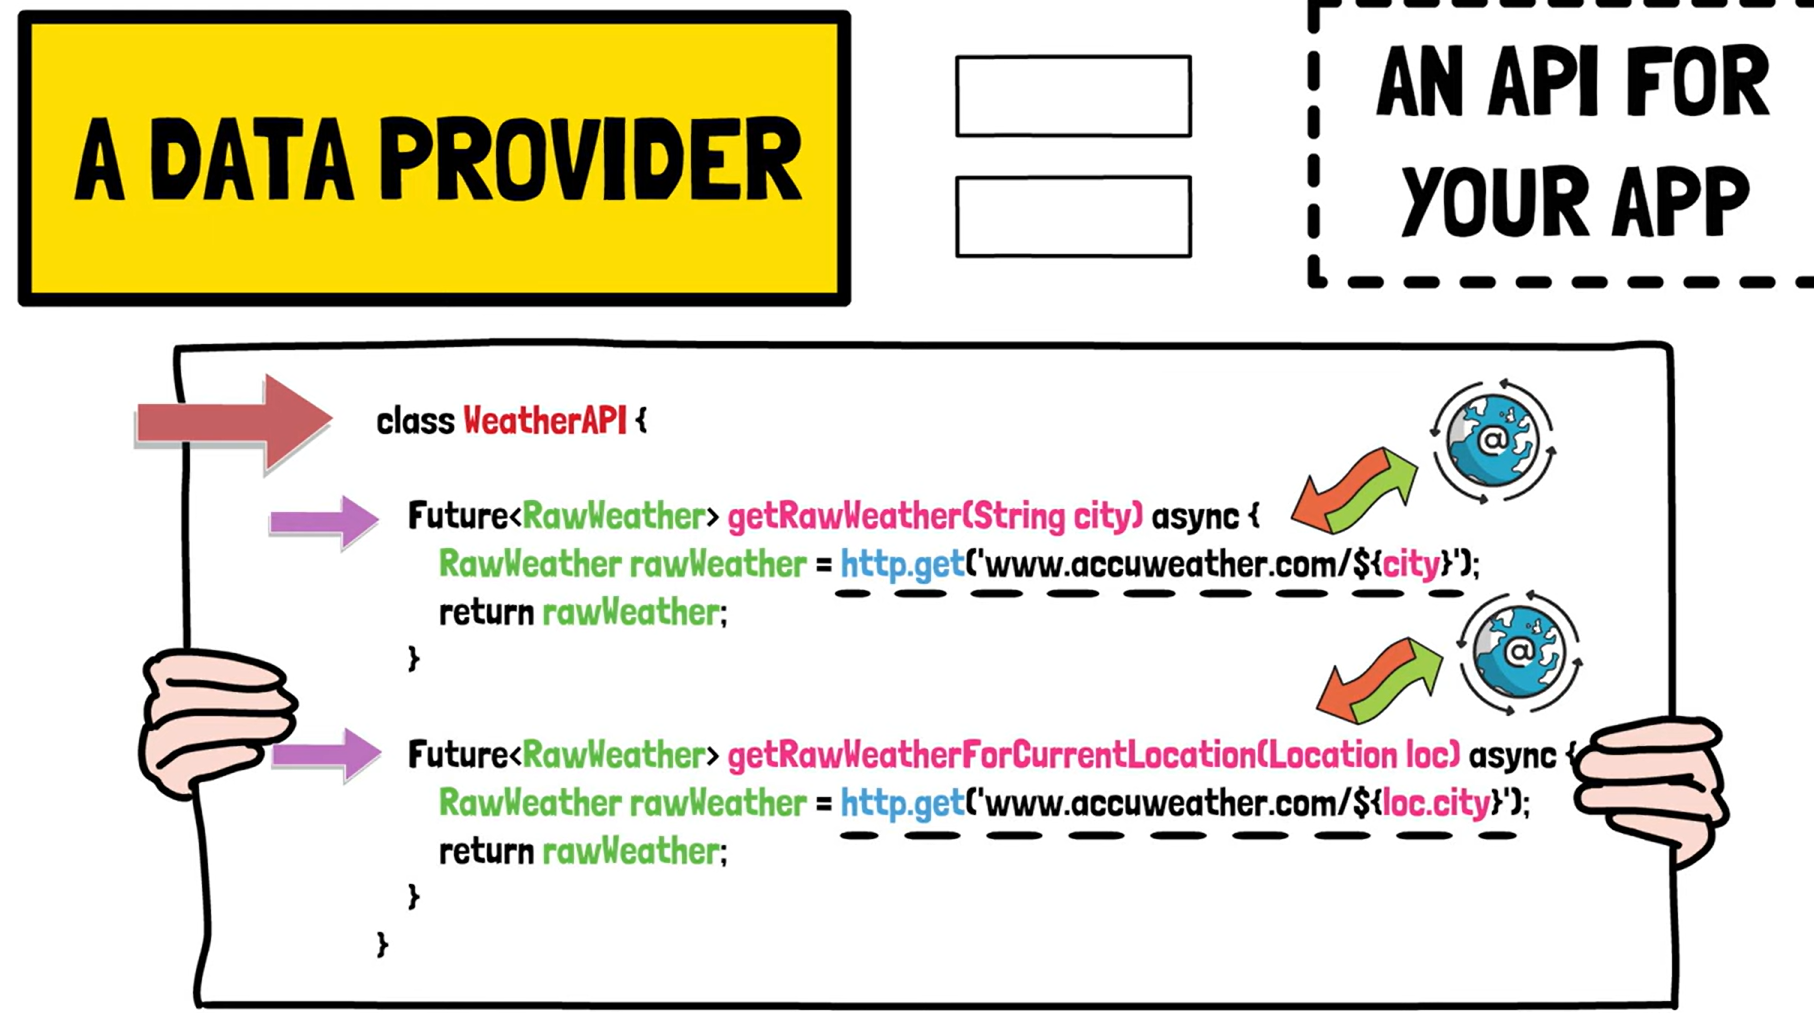 A DATA PROVIDER
AN API FOR
YOUR APP
class WeatherAPI {
@
Future<RawWeather> getRawWeather(String city) async {
RawWeather rawWeather = http.get('www.accuweather.com/${city}');
return rawWeather;
}
@
Future<RawWeather> getRawWeatherForCurrentLocation(Location loc) async {
RawWeather rawWeather = http.get('www.accuweather.com/${loc.city}');
return rawWeather;
}
}